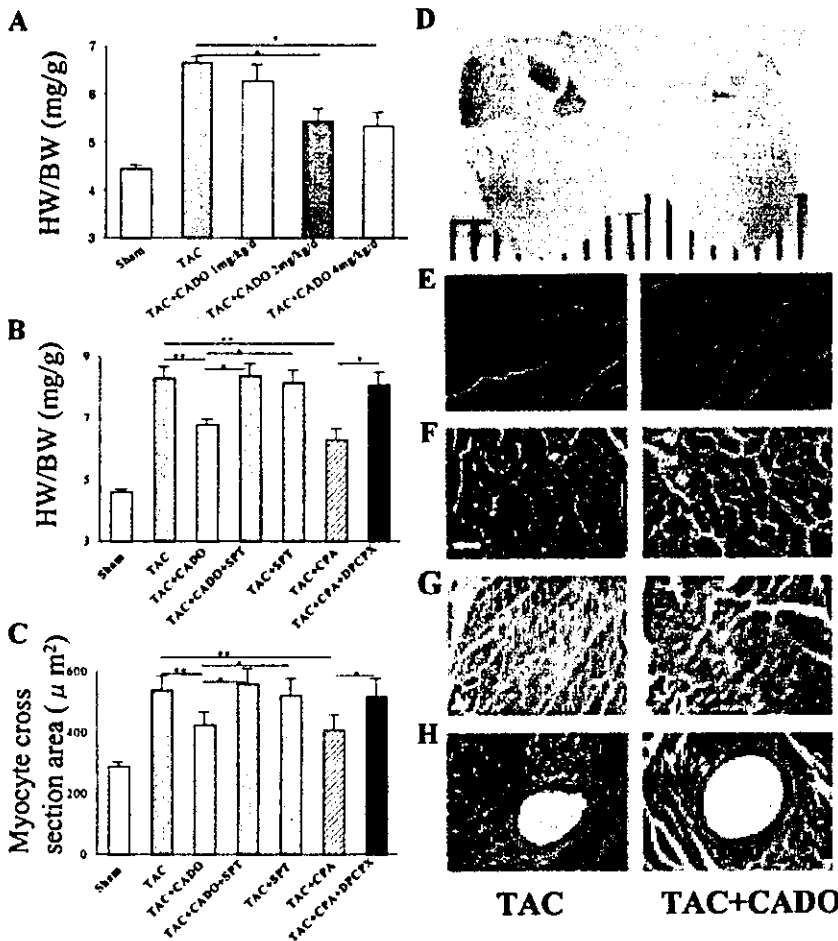 A
HW/BW (mg/g)
7
6
5
4
3
*
Sham
TAC
TAC+CADO 1mg/kg/d
TAC+CADO 2mg/kg/d
TAC+CADO 4mg/kg/d
B
HW/BW (mg/g)
9
7
5
3
**
**
*
Sham
TAC
TAC+CADO
TAC+CADO+SPT
TAC+SPT
TAC+CPA
TAC+CPA+DPCPX
C
Myocyte cross
section area ( μ m²)
600
400
200
0
**
**
Sham
TAC
TAC+CADO
TAC+CADO+SPT
TAC+SPT
TAC+CPA
TAC+CPA+DPCPX
D
E
F
G
H
TAC
TAC+CADO